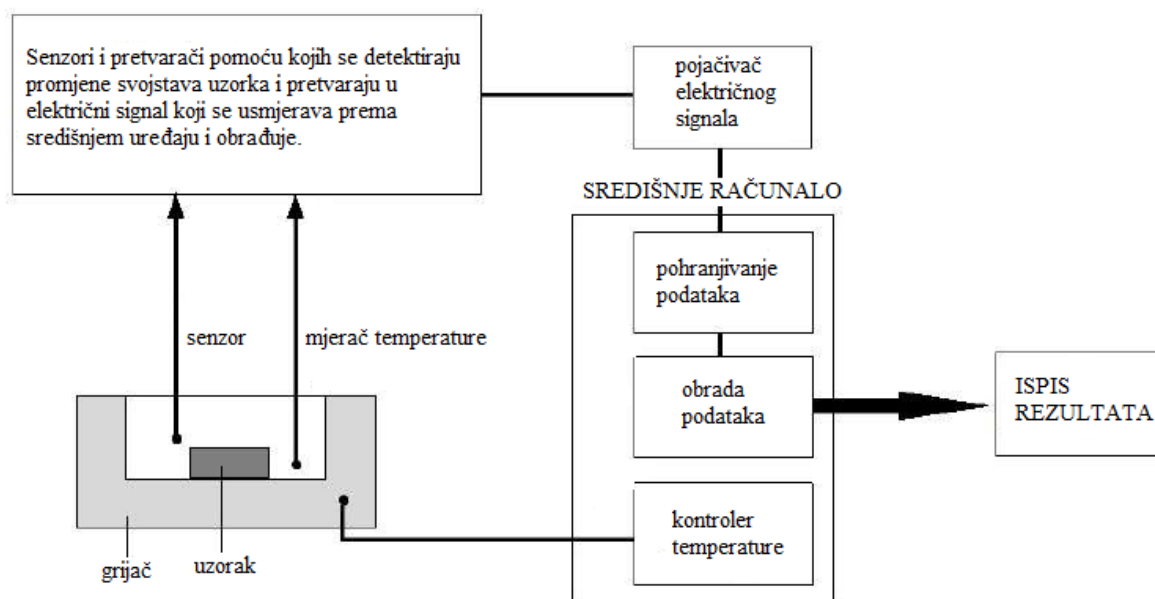 Senzori i pretvarači pomoću kojih se detektiraju
promjene svojstava uzorka i pretvaraju u
električni signal koji se usmjerava prema
središnjem uređaju i obrađuje.
pojačivač
električnog
signala
SREDIŠNJE RAČUNALO
pohranjivanje
podataka
senzor
mjerač temperature
obrada
podataka
ISPIS
REZULTATA
kontroler
temperature
grijač
uzorak